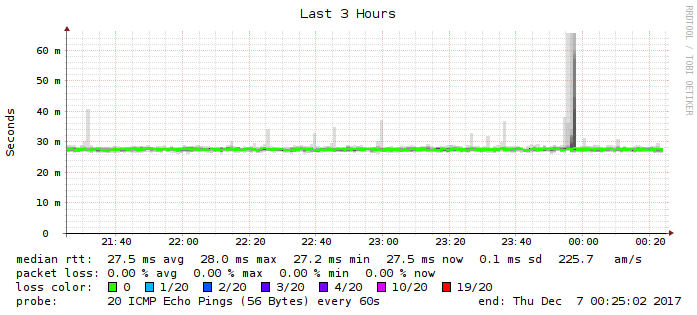 Last 3 Hours
RRDTOOL / TOBI OETIKER
Seconds
60 m
50 m
40 m
30 m
20 m
10 m
0
21:40 22:00 22:20 22:40 23:00 23:20 23:40 00:00 00:20
median rtt: 27.5 ms avg 28.0 ms max 27.2 ms min 27.5 ms now 0.1 ms sd 225.7 am/s
packet loss: 0.00 % avg 0.00 % max 0.00 % min 0.00 % now
loss color: 0 1/20 2/20 3/20 4/20 10/20 19/20
probe: 20 ICMP Echo Pings (56 Bytes) every 60s end: Thu Dec 7 00:25:02 2017